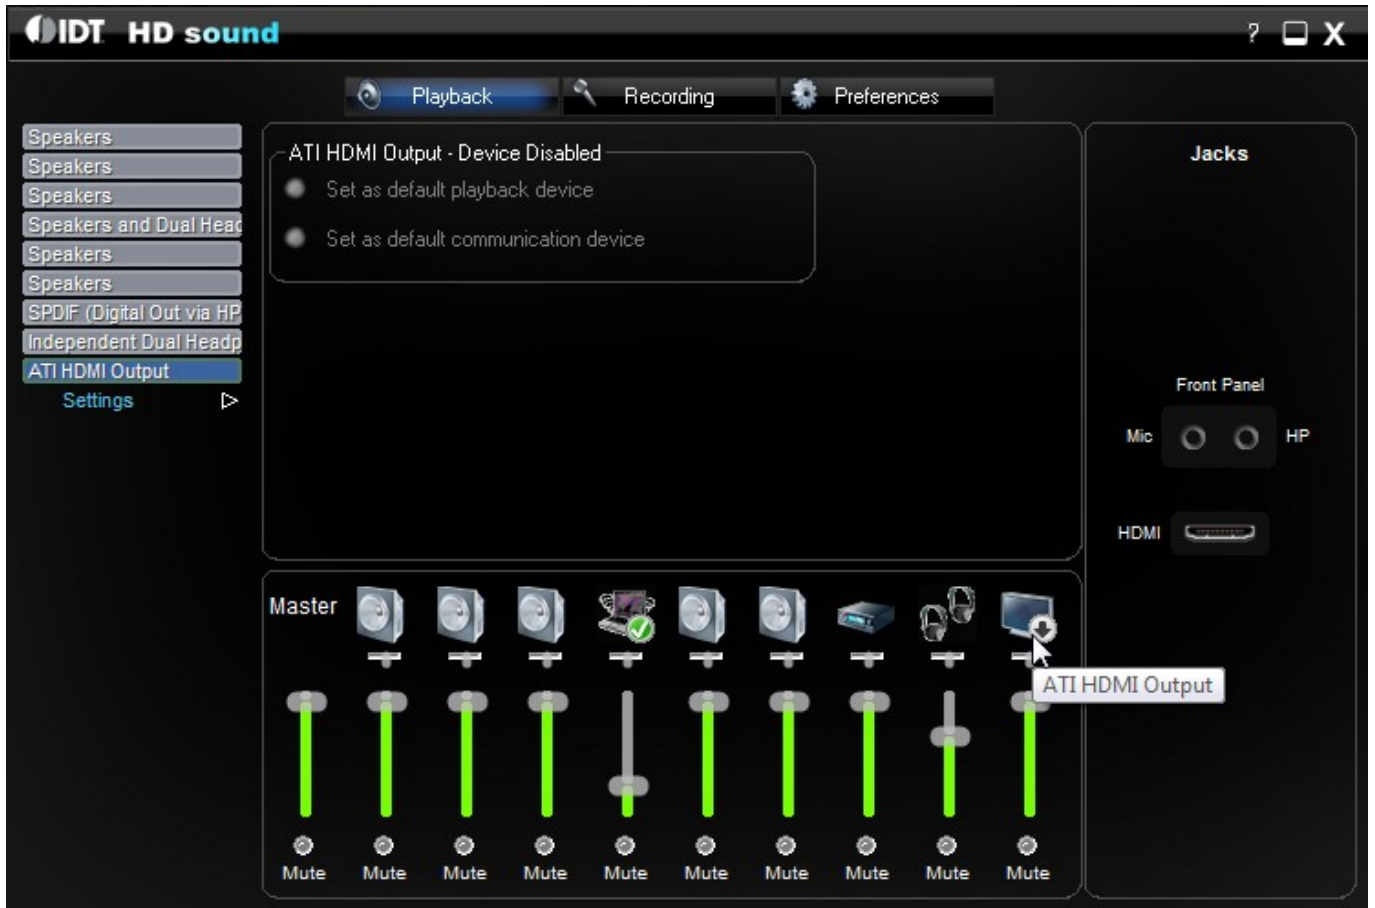 IDT HD sound
?
X
Playback
Recording
Preferences
Speakers
Speakers
Speakers
Speakers and Dual Head
Speakers
Speakers
SPDIF (Digital Out via HP
Independent Dual Headp
ATI HDMI Output
Settings
ATI HDMI Output - Device Disabled
Set as default playback device
Set as default communication device
Jacks
Front Panel
Mic
HP
HDMI
Master
ATI HDMI Output
Mute Mute Mute Mute Mute Mute Mute Mute Mute Mute